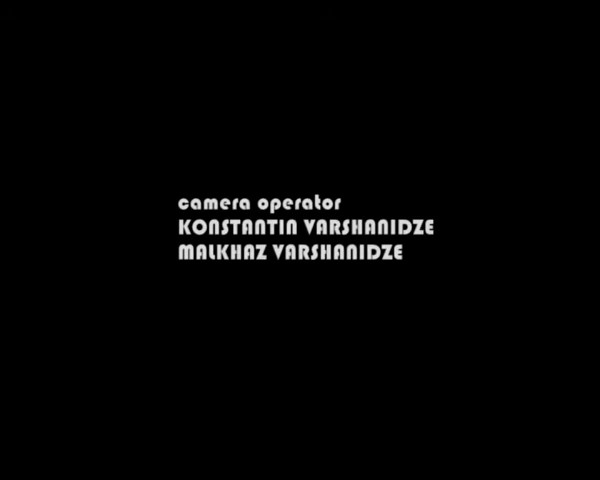 camera operator
KONSTANTIN VARSHANIDZE
MALKHAZ VARSHANIDZE